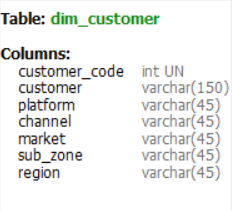 Table: dim_customer
Columns:
customer_code int UN
customer varchar(150)
platform varchar(45)
channel varchar(45)
market varchar(45)
sub_zone varchar(45)
region varchar(45)